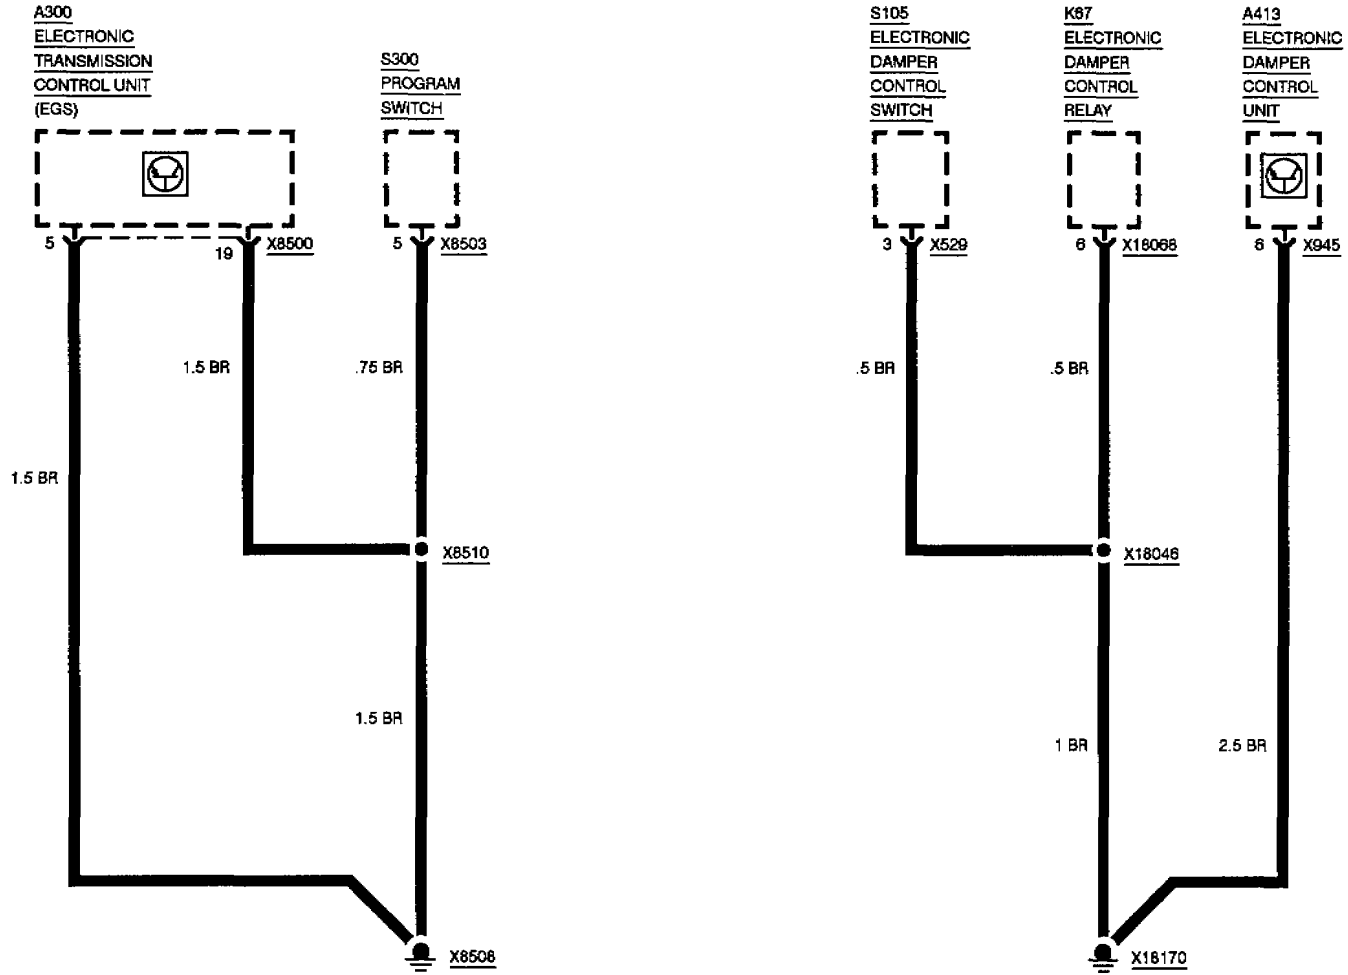 A300
ELECTRONIC
TRANSMISSION
CONTROL UNIT
(EGS)
S300
PROGRAM
SWITCH
S105
ELECTRONIC
DAMPER
CONTROL
SWITCH
K67
ELECTRONIC
DAMPER
CONTROL
RELAY
A413
ELECTRONIC
DAMPER
CONTROL
UNIT
5
19
X8500
5
X8503
3
X529
6
X18068
6
X945
1.5 BR
.75 BR
.5 BR
.5 BR
1.5 BR
X8510
X18046
1.5 BR
1 BR
2.5 BR
X8508
X18170